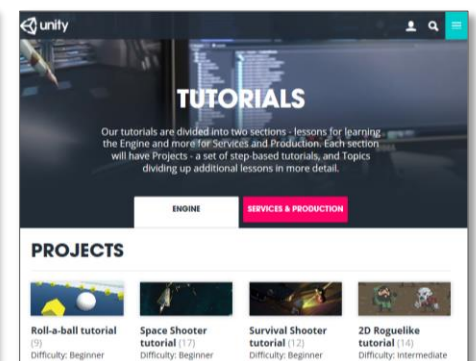 unity
TUTORIALS
Our tutorials are divided into two sections - lessons for learning
the Engine and more for Services and Production. Each section
will have Projects - a set of step-based tutorials, and Topics
dividing up additional lessons in more detail.
ENGINE
SERVICES & PRODUCTION
PROJECTS
Roll-a-ball tutorial
(9)
Difficulty: Beginner
Space Shooter
tutorial (17)
Difficulty: Beginner
Survival Shooter
tutorial (12)
Difficulty: Beginner
2D Roguelike
tutorial (14)
Difficulty: Intermediate